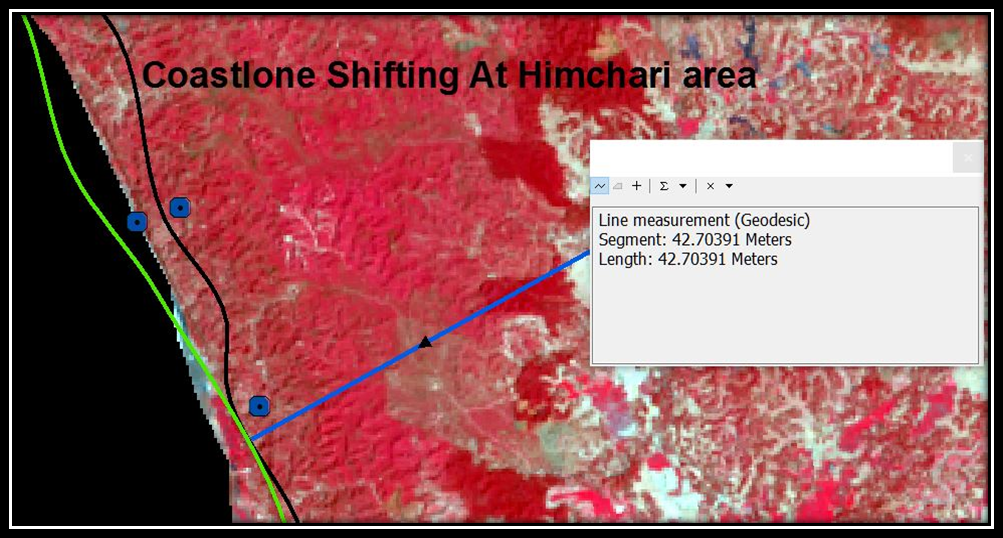 Coastlone Shifting At Himchari area
Line measurement (Geodesic)
Segment: 42.70391 Meters
Length: 42.70391 Meters